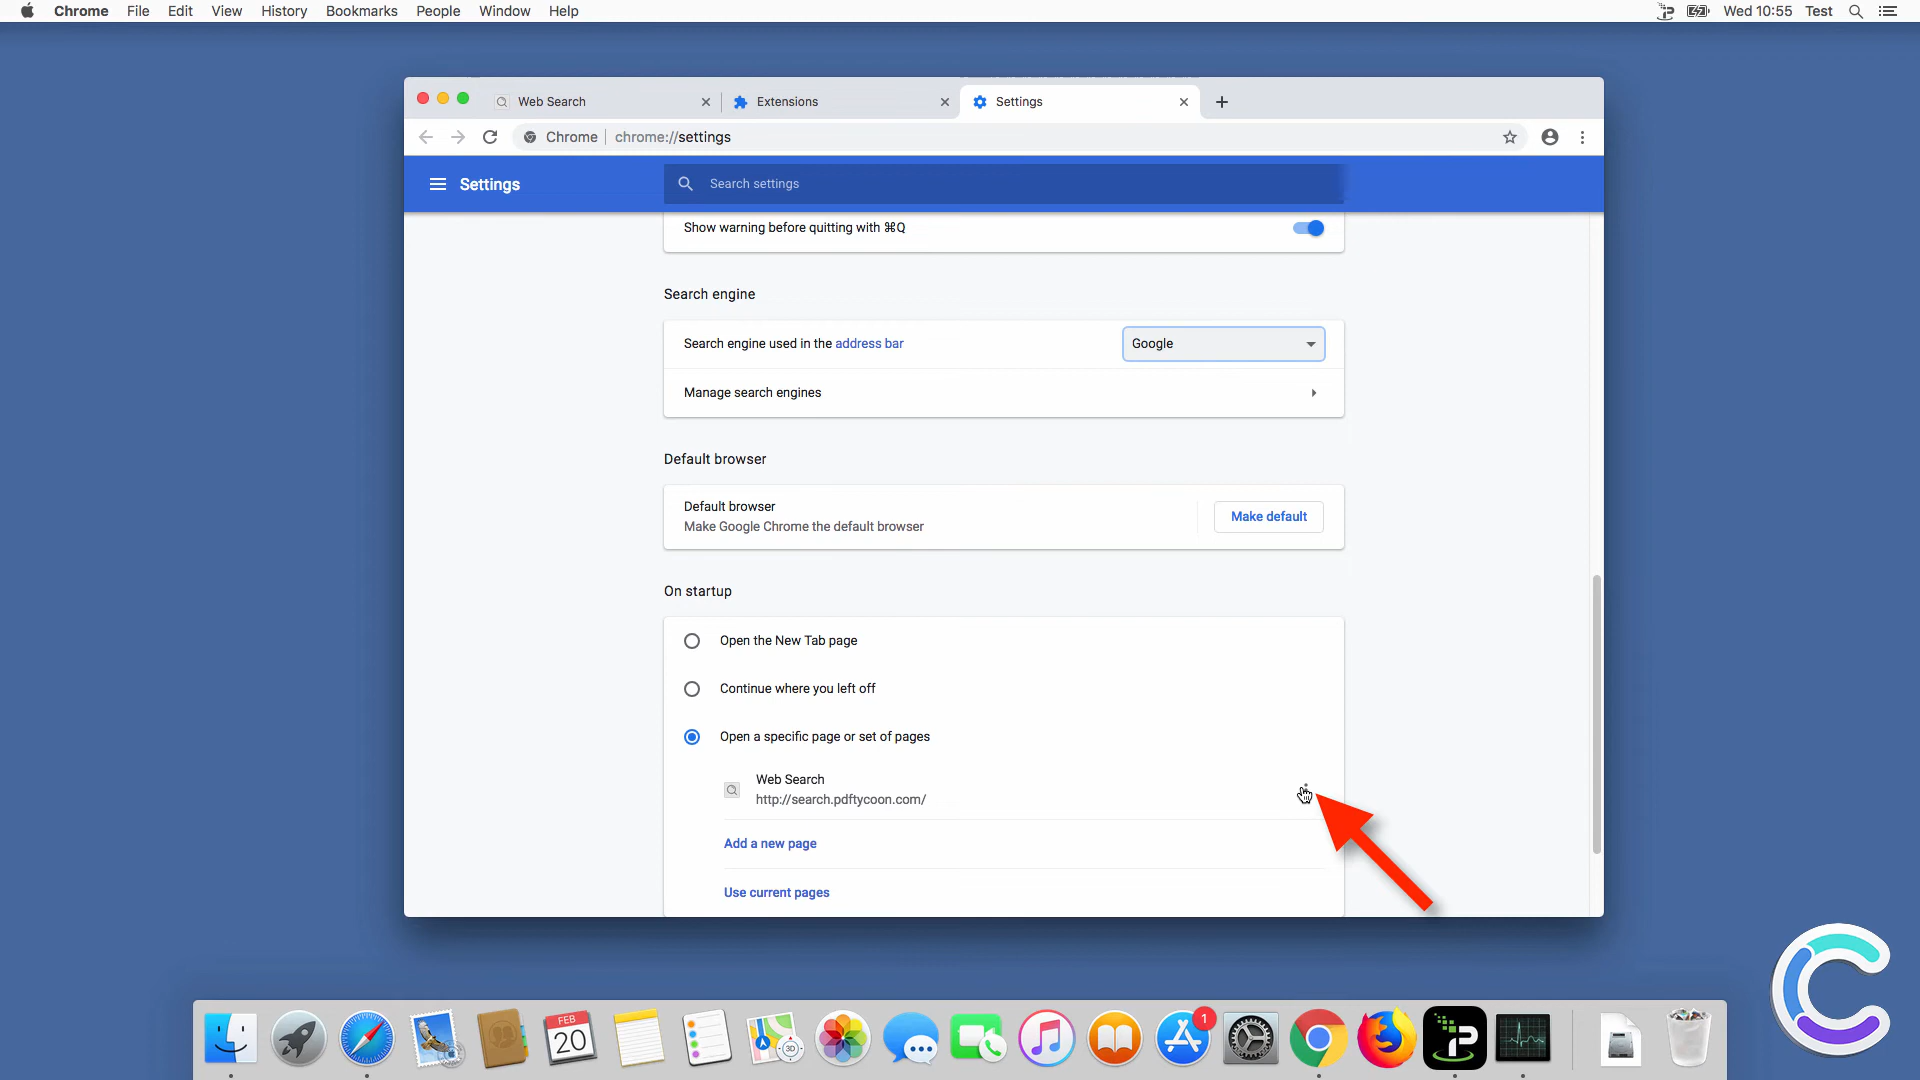 Chrome File Edit View History Bookmarks People Window Help Wed 10:55 Test
Web Search Extensions Settings
Chrome chrome://settings
Settings Search settings
Show warning before quitting with ⌘Q
Search engine
Search engine used in the address bar Google
Manage search engines
Default browser
Default browser
Make Google Chrome the default browser
Make default
On startup
Open the New Tab page
Continue where you left off
Open a specific page or set of pages
Web Search
http://search.pdftycoon.com/
Add a new page
Use current pages
FEB
20
3D
1